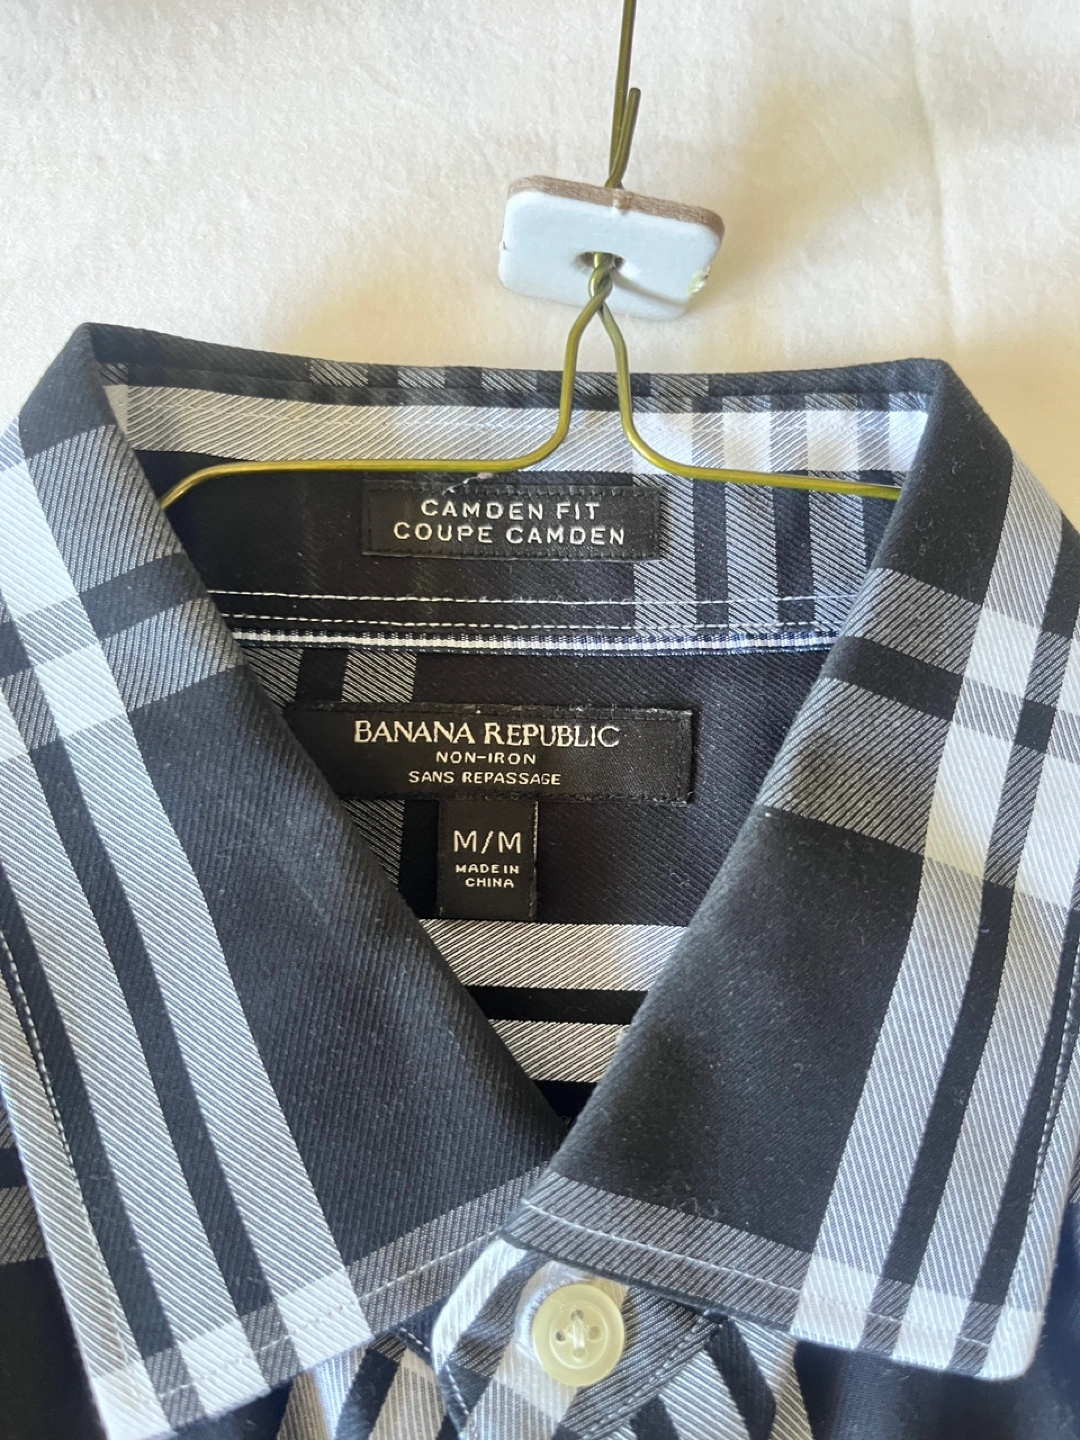 CAMDEN FIT
COUPE CAMDEN
BANANA REPUBLIC
NON-IRON
SANS REPASSAGE
M/M
MADE IN
CHINA